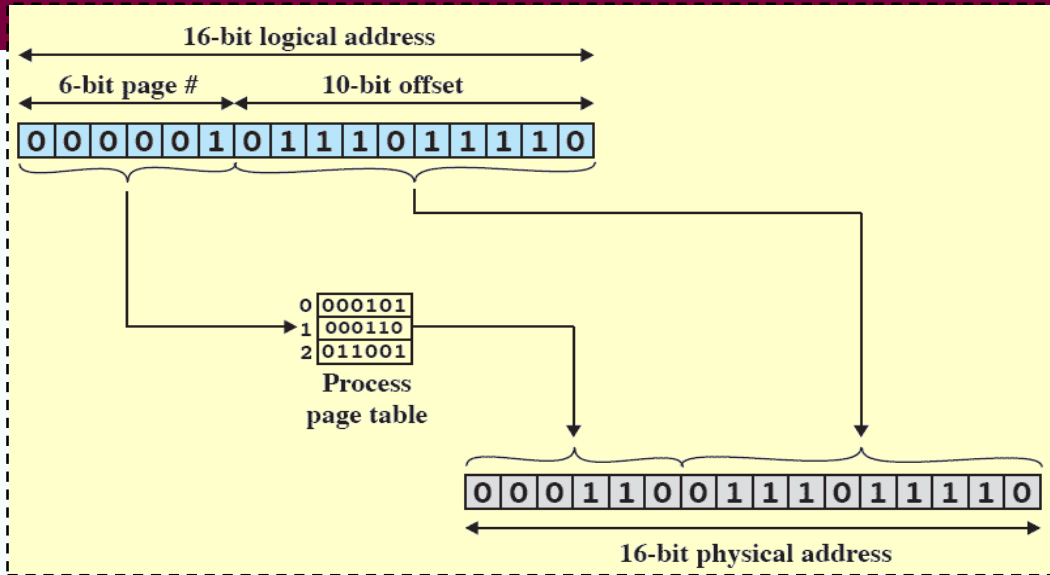 16-bit logical address
6-bit page # 10-bit offset
0 0 0 0 0 1 0 1 1 1 0 1 1 1 1 0
0 000101
1 000110
2 011001
Process
page table
0 0 0 1 1 0 0 1 1 1 0 1 1 1 1 0
16-bit physical address